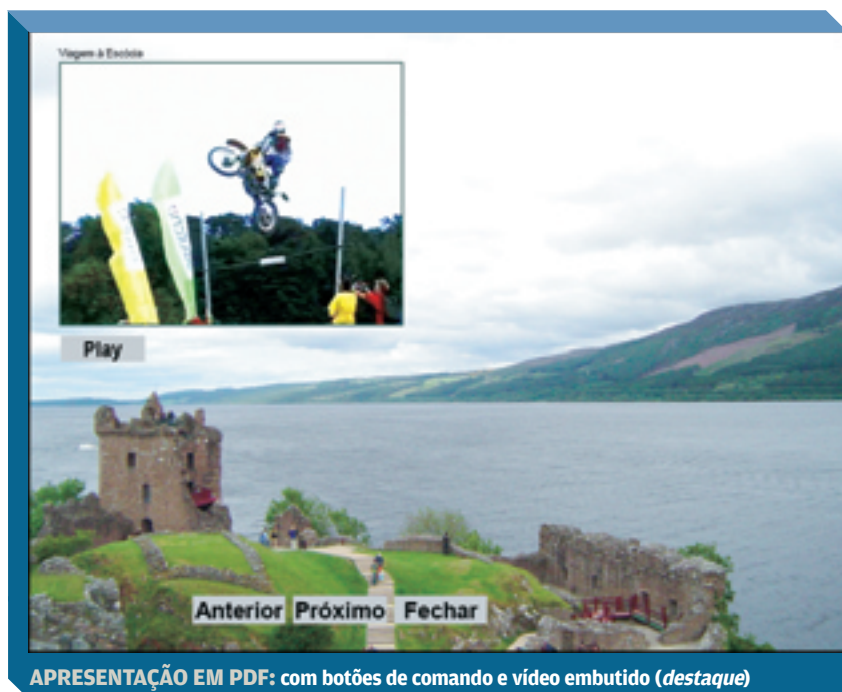 Viagem à Escócia
Play
Anterior Próximo Fechar
APRESENTAÇÃO EM PDF: com botões de comando e vídeo embutido (destaque)